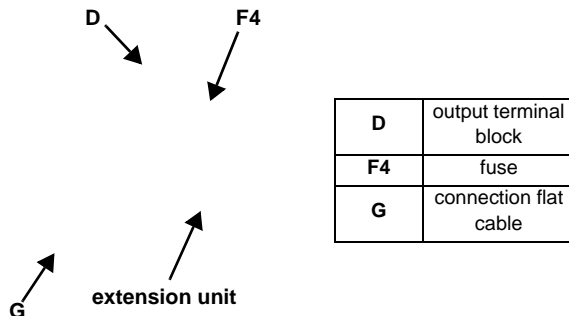 D
F4
D
output terminal
block
F4
fuse
G
connection flat
cable
extension unit
G